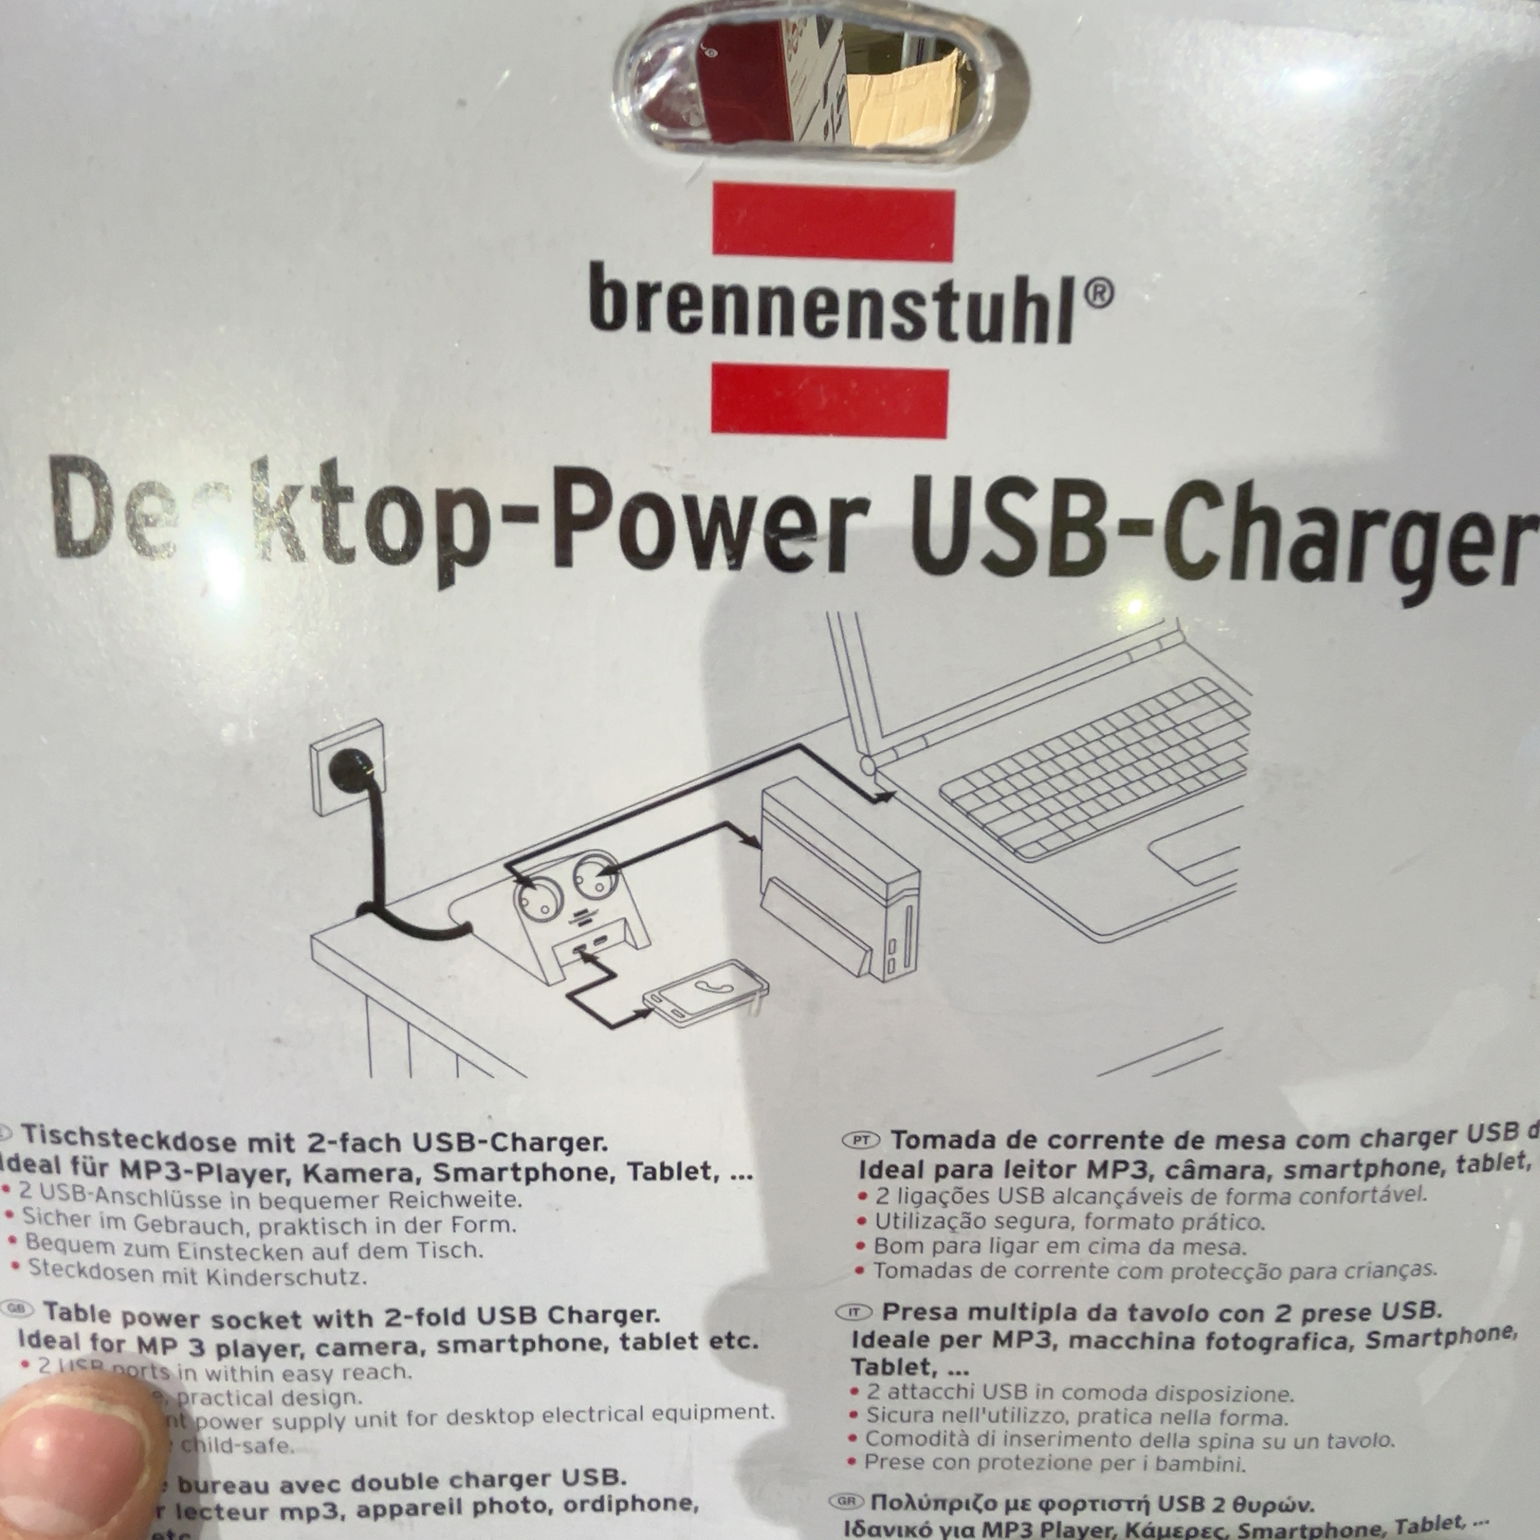 brennenstuhl®
Desktop-Power USB-Charger
Tischsteckdose mit 2-fach USB-Charger.
Ideal für MP3-Player, Kamera, Smartphone, Tablet, ...
• 2 USB-Anschlüsse in bequemer Reichweite.
• Sicher im Gebrauch, praktisch in der Form.
• Bequem zum Einstecken auf dem Tisch.
• Steckdosen mit Kinderschutz.
GB Table power socket with 2-fold USB Charger.
Ideal for MP 3 player, camera, smartphone, tablet etc.
• 2 USB ports in within easy reach.
practical design.
power supply unit for desktop electrical equipment.
child-safe.
bureau avec double charger USB.
lecteur mp3, appareil photo, ordiphone,
etc
PT Tomada de corrente de mesa com charger USB
Ideal para leitor MP3, câmara, smartphone, tablet,
• 2 ligações USB alcançáveis de forma confortável.
• Utilização segura, formato prático.
• Bom para ligar em cima da mesa.
• Tomadas de corrente com protecção para crianças.
IT Presa multipla da tavolo con 2 prese USB.
Ideale per MP3, macchina fotografica, Smartphone,
Tablet, ...
• 2 attacchi USB in comoda disposizione.
• Sicura nell'utilizzo, pratica nella forma.
• Comodità di inserimento della spina su un tavolo.
• Prese con protezione per i bambini.
GR Πολύπριζο με φορτιστή USB 2 θυρών.
Ιδανικό για MP3 Player, Κάμερες, Smartphone, Tablet, ...